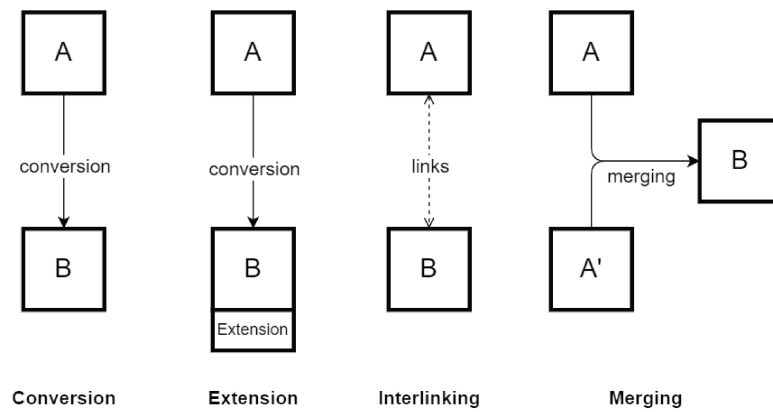 A A A A
conversion conversion links merging B
B B B A'
Extension
Conversion Extension Interlinking Merging